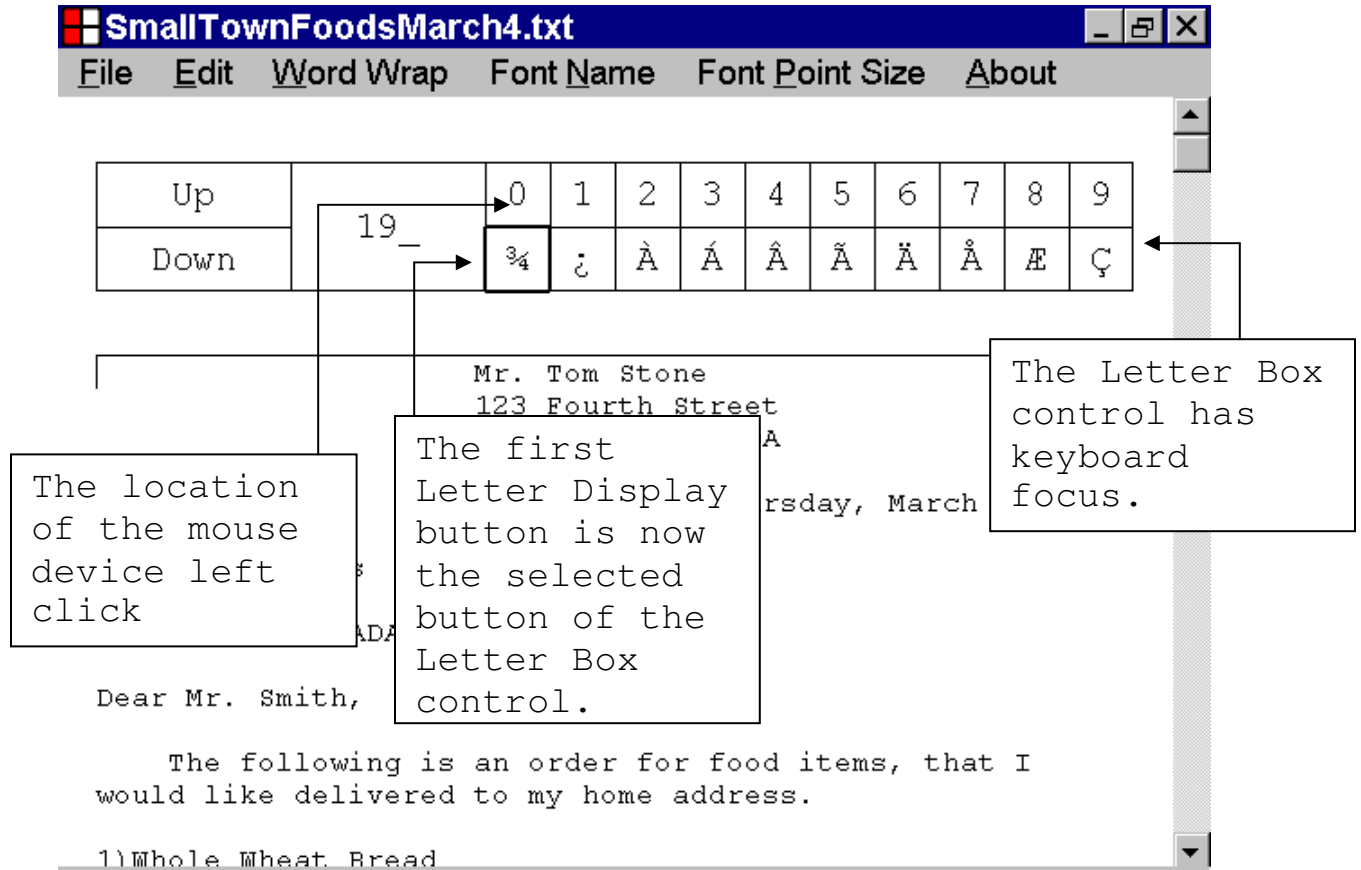 SmallTownFoodsMarch4.txt
File Edit Word Wrap Font Name Font Point Size About
Up 19_ 0 1 2 3 4 5 6 7 8 9
Down ¾ ¿ À Á Â Ã Ä Å Æ Ç
Mr. Tom Stone
123 Fourth Street
A
The Letter Box
control has
keyboard
focus.
The first
Letter Display
button is now
the selected
button of the
Letter Box
control.
The location
of the mouse
device left
click
March
Dear Mr. Smith,
The following is an order for food items, that I
would like delivered to my home address.
1)Whole Wheat Bread